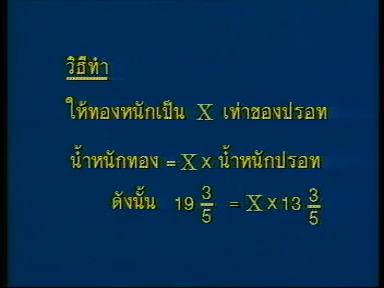 วิธีทำ
ให้ทองหนักเป็น X เท่าของปรอท
น้ำหนักทอง = X x น้ำหนักปรอท
ดังนั้น 19 3/5 = X x 13 3/5